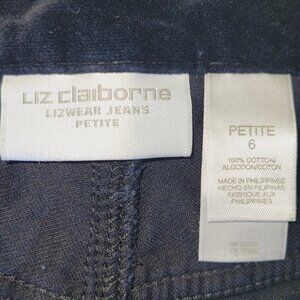 Liz claiborne
LIZWEAR JEANS
PETITE
PETITE
6
100% COTTON/
ALGODON/COTON
MADE IN PHILIPPINES
HECHO EN FILIPINAS
FABRIQUE AUX
PHILIPPINES